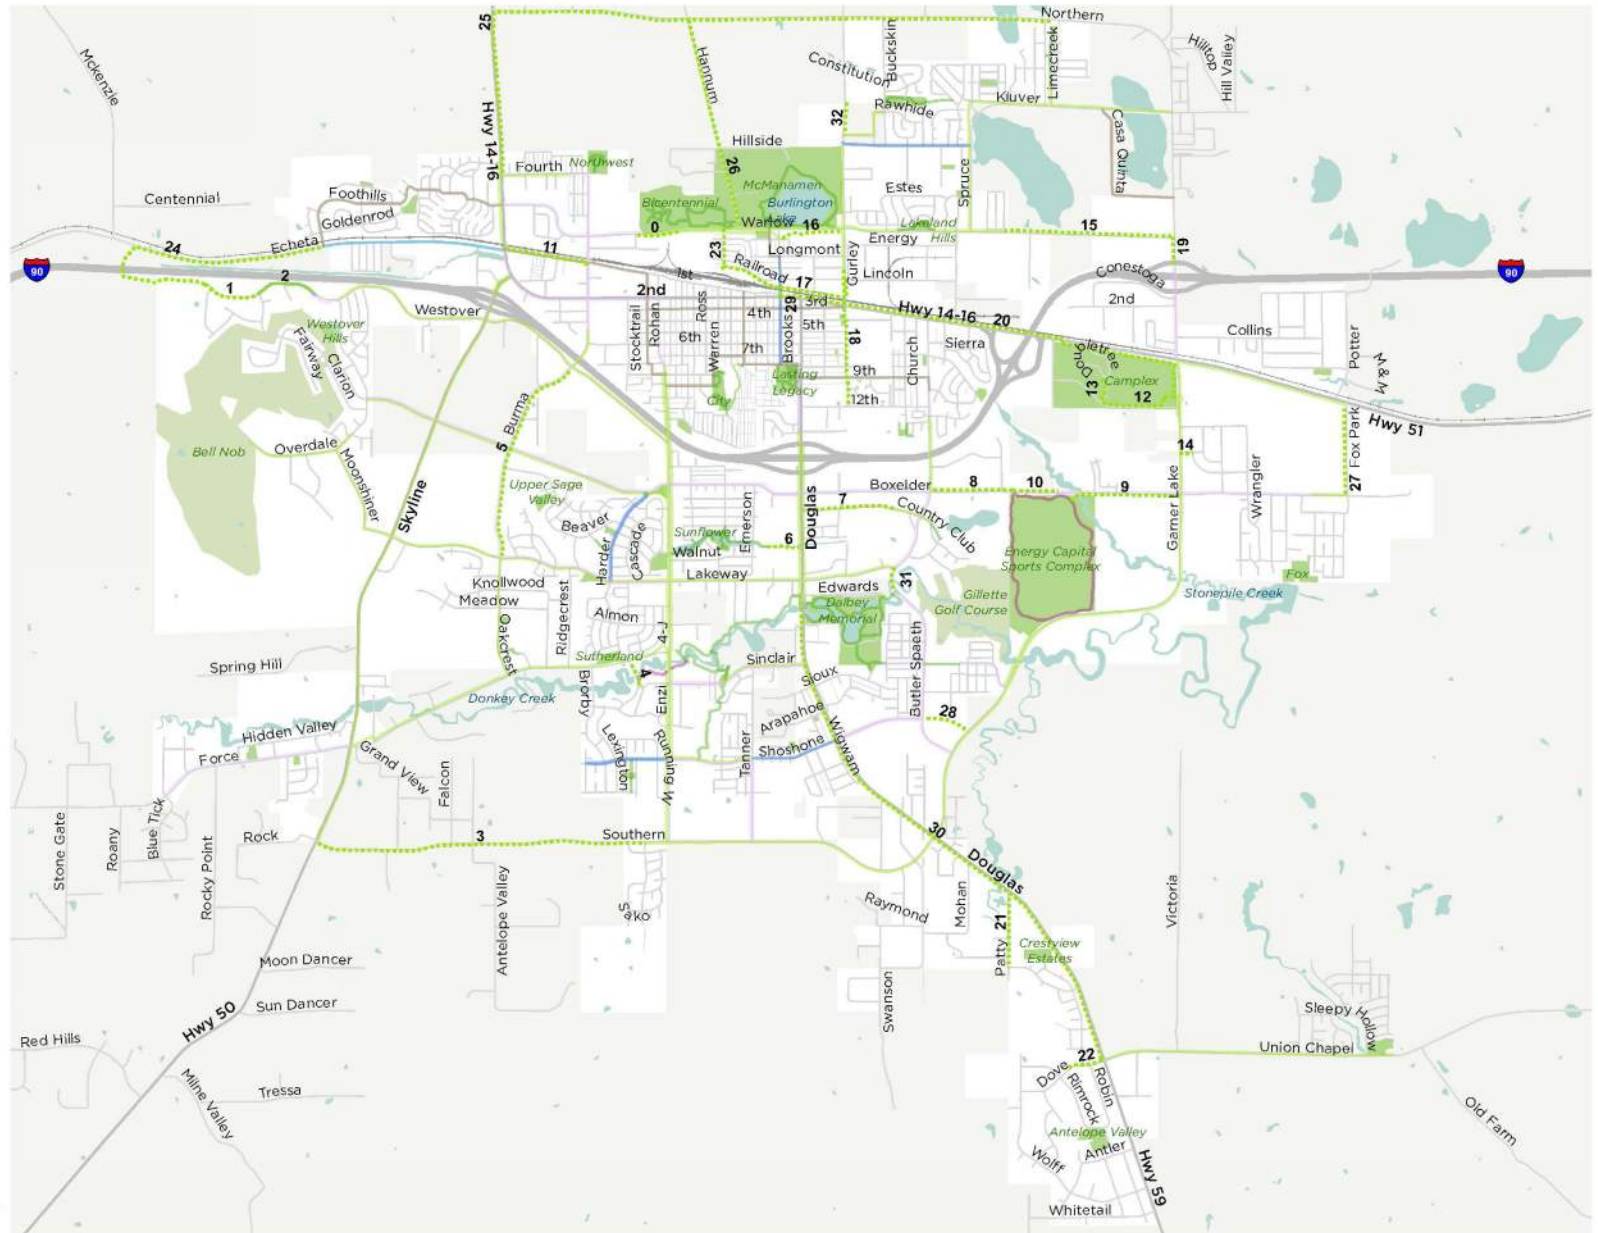 Northern
25
Mckenzie
Hannum
Constitution
Buckskin
Limecreek
Hilltop
Hill Valley
Kluver
Rawhide
32
Hwy 14-16
Casa Quinta
Hillside
Fourth
Northwest
26
McManamen
Burlington
Lake
Estes
Spruce
Centennial
Foothills
Goldenrod
Bicentennial
Lakeland
Hills
0
Warlow
16
15
Energy
24
Echeta
11
23
Longmont
19
Railroad
Gurley
Lincoln
Conestoga
90
90
1
2
1st
17
2nd
2nd
3rd
29
Westover
Stocktrail
Rohan
Ross
4th
5th
Hwy 14-16
20
Westover
Hills
6th
7th
Warren
Brooks
18
Church
Sierra
Collins
Potter
M & M
Fairway
Clarion
Lasting
Legacy
9th
12th
City
Doug
pletree
Camplex
13
12
Burma
5
Hwy 51
Fox Park
27
14
Bell Nob
Overdale
Moonshiner
Skyline
Upper Sage
Valley
Boxelder
8
10
9
Wrangler
Garner Lake
7
Douglas
Country Club
Beaver
Harder
Cascade
Sunflower
Emerson
Walnut
6
Energy Capital
Sports Complex
Knollwood
Meadow
Ridgecrest
Lakeway
Edwards
31
Fox
Stonepile Creek
Dalbey
Memorial
Gillette
Golf Course
Almon
Oakcrest
4-J
Butler Spaeth
Spring Hill
Sutherland
4
Sinclair
Sioux
Donkey Creek
Brorby
Enzi
Arapahoe
28
Hidden Valley
Force
Grand View
Lexington
Running W
Tanner
Shoshone
Wigwam
Falcon
Stone Gate
Roany
Blue Tick
Rocky Point
Rock
3
Southern
30
Douglas
Antelope Valley
Sako
Raymond
Mohan
21
Patty
Crestview
Estates
Victoria
Moon Dancer
Sun Dancer
Hwy 50
Swanson
Sleepy Hollow
Red Hills
Union Chapel
22
Dove
Rimrock
Robin
Milne Valley
Tressa
Old Farm
Antelope Valley
Antler
Wolff
Hwy 59
Whitetail